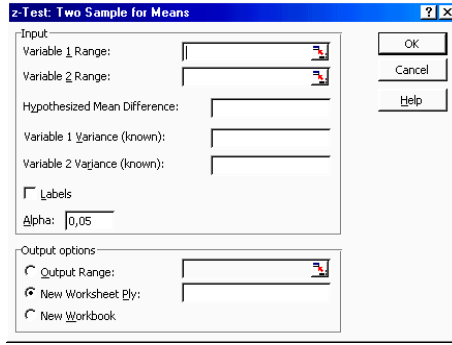 z-Test: Two Sample for Means
Input
Variable 1 Range:
Variable 2 Range:
Hypothesized Mean Difference:
Variable 1 Variance (known):
Variable 2 Variance (known):
Labels
Alpha: 0,05
OK
Cancel
Help
Output options
Output Range:
New Worksheet Ply:
New Workbook